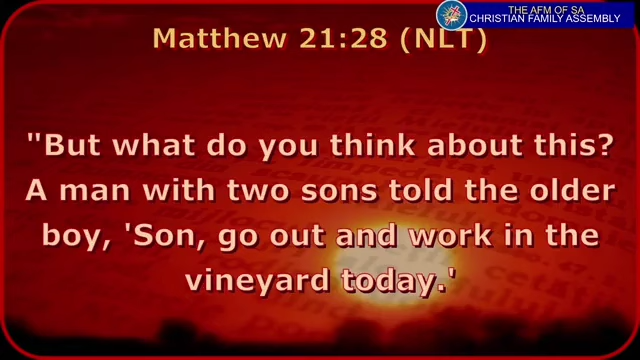 THE AFM OF SA
CHRISTIAN FAMILY ASSEMBLY
Matthew 21:28 (NLT)
"But what do you think about this?
A man with two sons told the older
boy, 'Son, go out and work in the
vineyard today.'